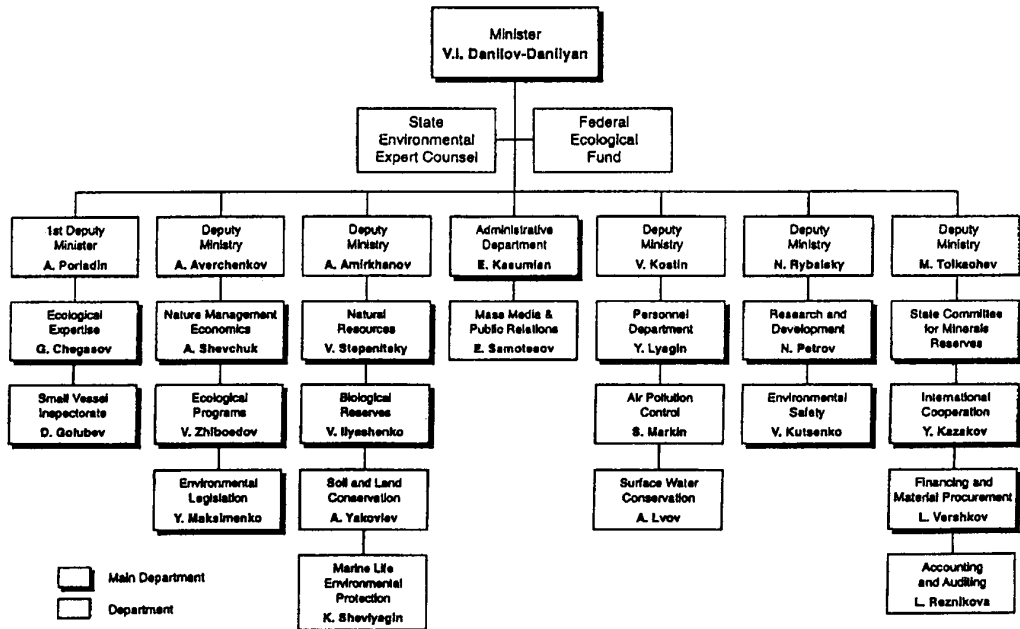 Minister
V.I. Danilov-Danilyan
State
Environmental
Expert Counsel
Federal
Ecological
Fund
1st Deputy
Minister
A. Poriadin
Deputy
Ministry
A. Averchenkov
Deputy
Ministry
A. Amirkhanov
Administrative
Department
E. Kasumian
Deputy
Ministry
V. Kostin
Deputy
Ministry
N. Rybalsky
Deputy
Ministry
M. Tolkachev
Ecological
Expertise
G. Chegasov
Nature Management
Economics
A. Shevchuk
Natural
Resources
V. Stepanitsky
Mass Media &
Public Relations
E. Samotesov
Personnel
Department
Y. Lyagin
Research and
Development
N. Petrov
State Committee
for Minerals
Reserves
Small Vessel
Inspectorate
D. Golubev
Ecological
Programs
V. Zhiboedov
Biological
Reserves
V. Ilyashenko
Air Pollution
Control
S. Markin
Environmental
Safety
V. Kutsenko
International
Cooperation
Y. Kazakov
Environmental
Legislation
Y. Maksimenko
Soil and Land
Conservation
A. Yakovlev
Surface Water
Conservation
A. Lvov
Financing and
Material Procurement
L. Vershkov
Marine Life
Environmental
Protection
K. Shevlyagin
Accounting
and Auditing
L. Reznikova
Main Department
Department